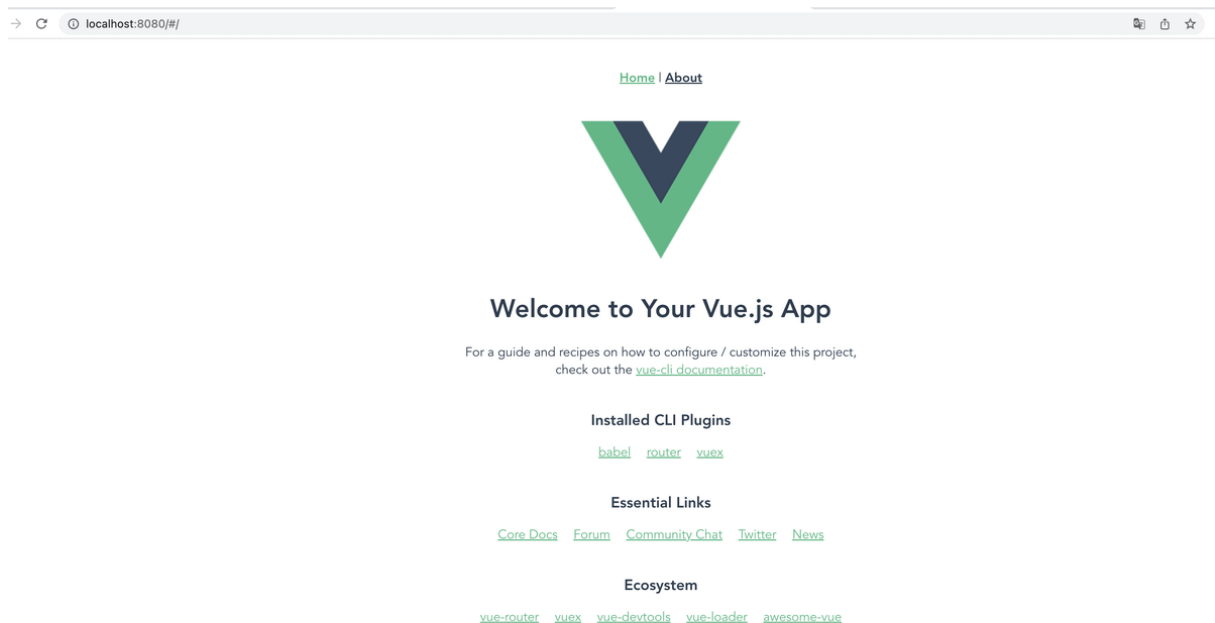 localhost:8080/#/
Home | About
Welcome to Your Vue.js App
For a guide and recipes on how to configure / customize this project,
check out the vue-cli documentation.
Installed CLI Plugins
babel router vuex
Essential Links
Core Docs Forum Community Chat Twitter News
Ecosystem
vue-router vuex vue-devtools vue-loader awesome-vue